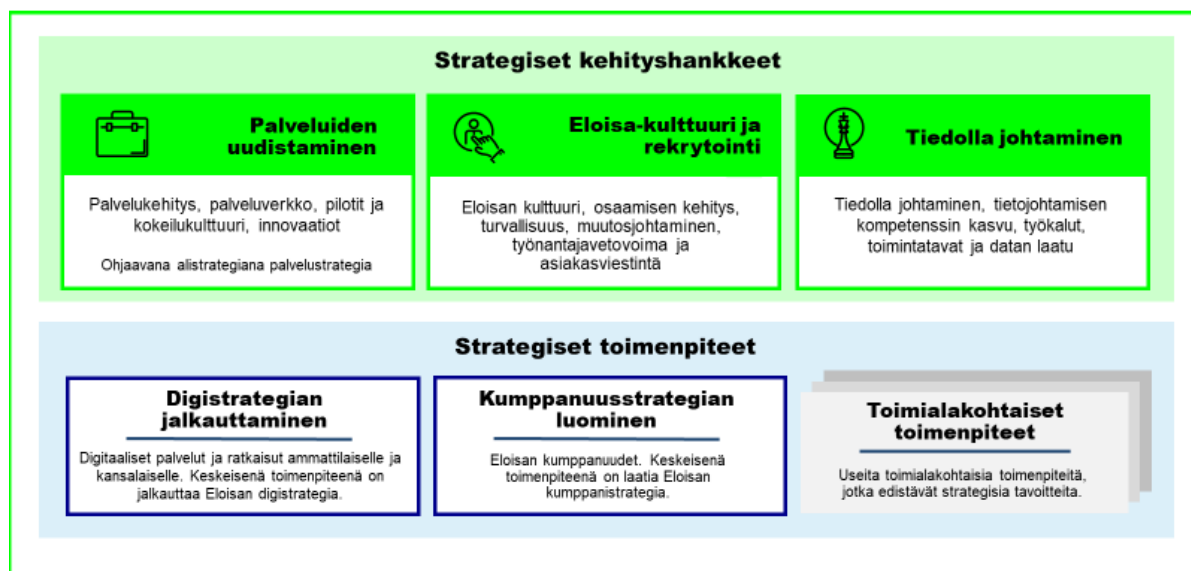 Strategiset kehityshankkeet
Palveluiden
uudistaminen
Palvelukehitys, palveluverkko, pilotit ja
kokeilukulttuuri, innovaatiot
Ohjaavana alistrategiana palvelustrategia
Eloisa-kulttuuri ja
rekrytointi
Eloisan kulttuuri, osaamisen kehitys,
turvallisuus, muutosjohtaminen,
työnantajavetovoima ja
asiakasviestintä
Tiedolla johtaminen
Tiedolla johtaminen, tietojohtamisen
kompetenssin kasvu, työkalut,
toimintatavat ja datan laatu
Strategiset toimenpiteet
Digistrategian
jalkauttaminen
Digitaaliset palvelut ja ratkaisut ammattilaiselle ja
kansalaiselle. Keskeisenä toimenpiteenä on
jalkauttaa Eloisan digistrategia.
Kumppanuusstrategian
luominen
Eloisan kumppanuudet. Keskeisenä
toimenpiteenä on laatia Eloisan
kumppanistrategia.
Toimialakohtaiset
toimenpiteet
Useita toimialakohtaisia toimenpiteitä,
jotka edistävät strategisia tavoitteita.